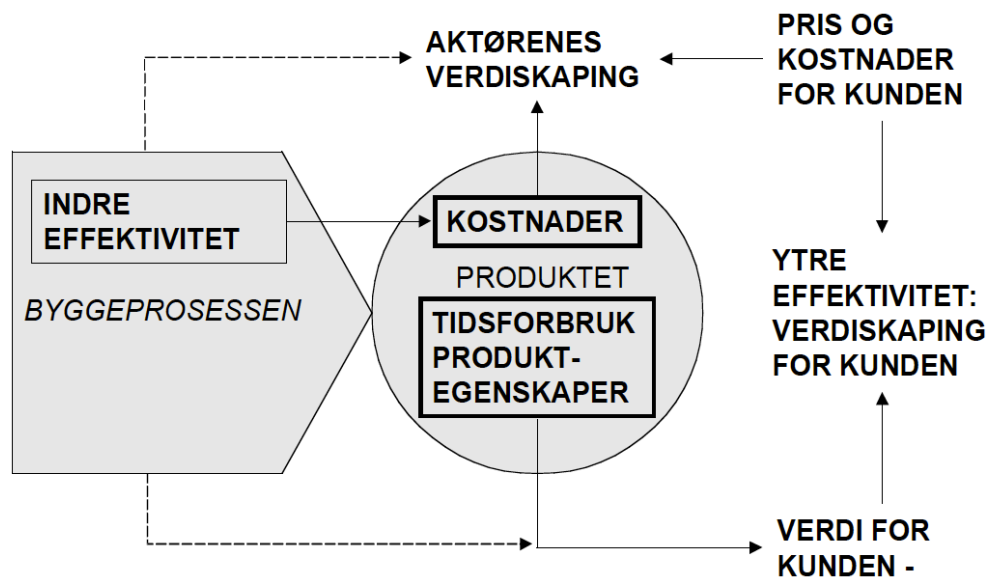 AKTØRENES
VERDISKAPING
PRIS OG
KOSTNADER
FOR KUNDEN
INDRE
EFFEKTIVITET
BYGGEPROSESSEN
KOSTNADER
PRODUKTET
TIDSFORBRUK
PRODUKT-
EGENSKAPER
YTRE
EFFEKTIVITET:
VERDISKAPING
FOR KUNDEN
VERDI FOR
KUNDEN -